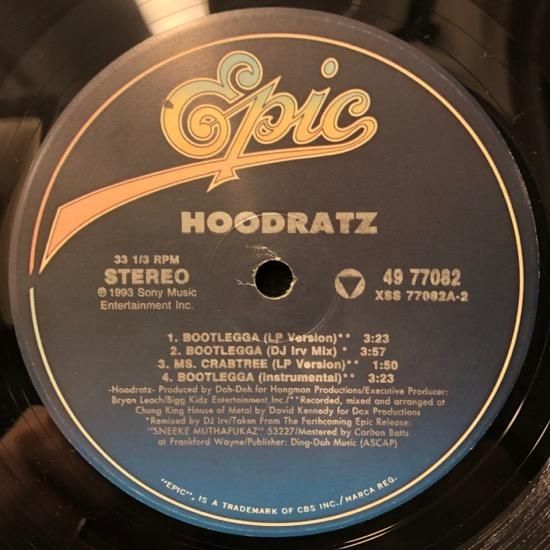 Epic
HOODRATZ
33 1/3 RPM
STEREO
℗ 1993 Sony Music
Entertainment Inc.
49 77082
XSS 77082A-2
1. BOOTLEGGA (LP Version)** 3:23
2. BOOTLEGGA (DJ Irv Mix) * 3:57
3. MS. CRABTREE (LP Version)** 1:50
4. BOOTLEGGA (Instrumental)** 3:23
-Hoodratz- Produced by Doh-Doh for Hangman Productions/Executive Producer:
Bryan Leach/Bigg Kidz Entertainment,Inc./**Recorded, mixed and arranged at
Chung King House of Metal by David Kennedy for Dox Productions
*Remixed by DJ Irv/Taken From The Forthcoming Epic Release:
"SNEEKE MUTHAFUKAZ" 53227/Mastered by Carlton Batts
at Frankford Wayne/Publisher: Ding-Dah Music (ASCAP)
"EPIC", IS A TRADEMARK OF CBS INC./MARCA REG.